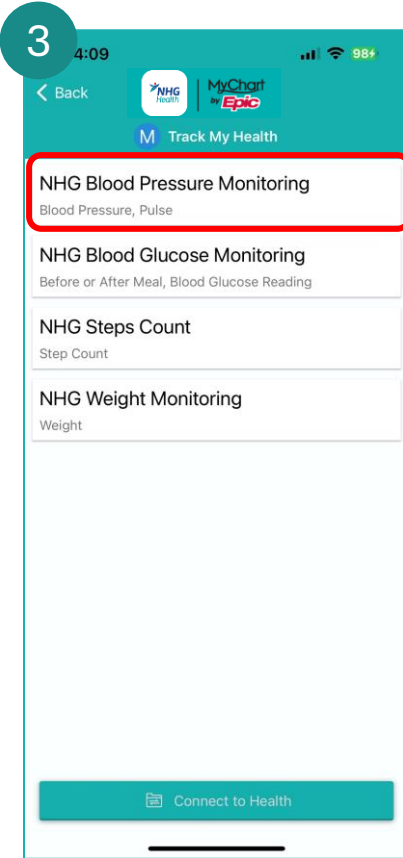 3
4:09
98
Back
NHG
Health
MyChart
by Epic
M Track My Health
NHG Blood Pressure Monitoring
Blood Pressure, Pulse
NHG Blood Glucose Monitoring
Before or After Meal, Blood Glucose Reading
NHG Steps Count
Step Count
NHG Weight Monitoring
Weight
Connect to Health